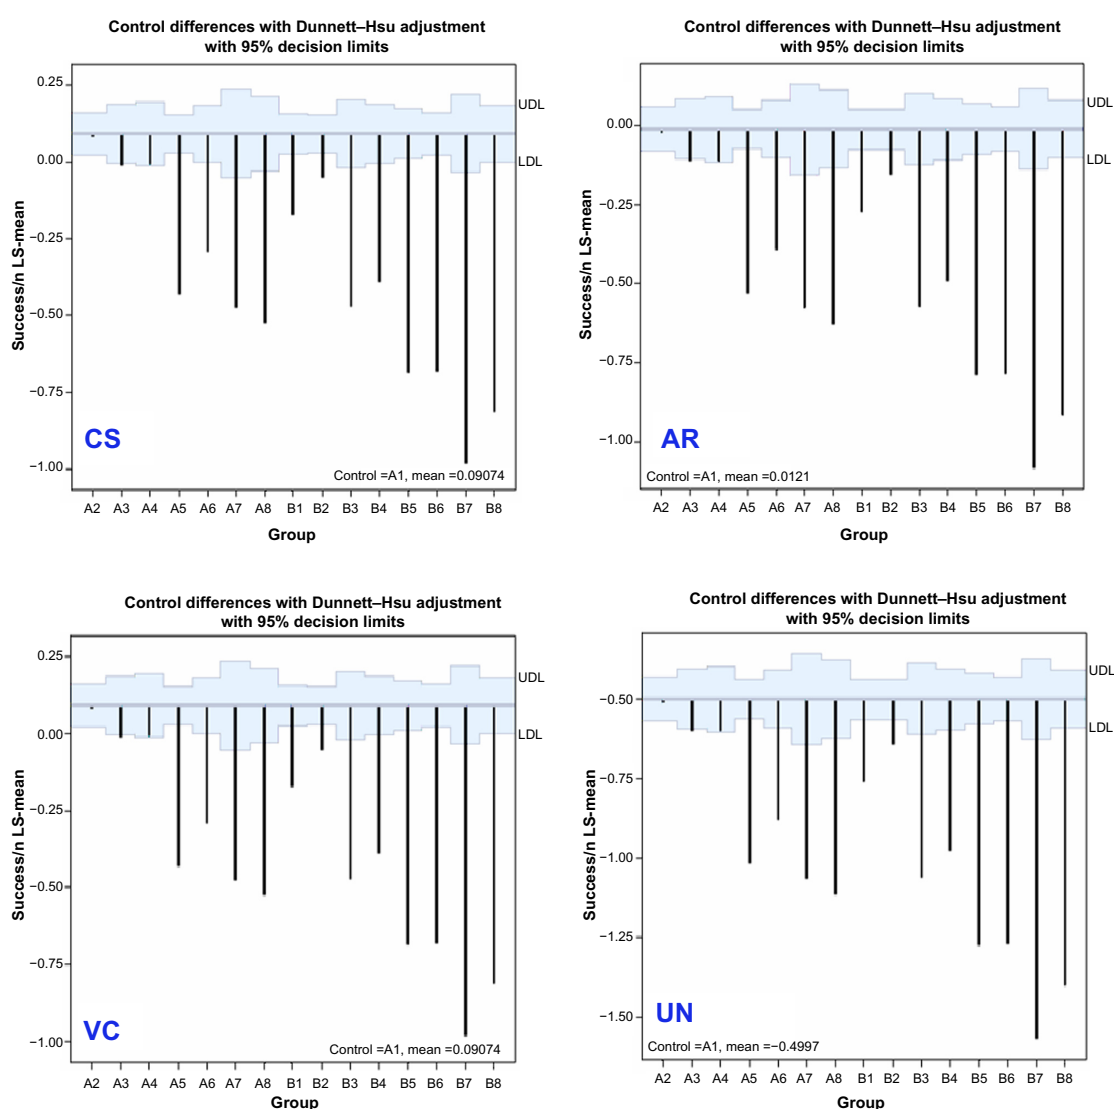 Control differences with Dunnett–Hsu adjustment
with 95% decision limits
0.25
0.00
−0.25
−0.50
−0.75
−1.00
Success/n LS-mean
UDL
LDL
CS
Control =A1, mean =0.09074
A2 A3 A4 A5 A6 A7 A8 B1 B2 B3 B4 B5 B6 B7 B8
Group
Control differences with Dunnett–Hsu adjustment
with 95% decision limits
0.00
−0.25
−0.50
−0.75
−1.00
Success/n LS-mean
UDL
LDL
AR
Control =A1, mean =0.0121
A2 A3 A4 A5 A6 A7 A8 B1 B2 B3 B4 B5 B6 B7 B8
Group
Control differences with Dunnett–Hsu adjustment
with 95% decision limits
0.25
0.00
−0.25
−0.50
−0.75
−1.00
Success/n LS-mean
UDL
LDL
VC
Control =A1, mean =0.09074
A2 A3 A4 A5 A6 A7 A8 B1 B2 B3 B4 B5 B6 B7 B8
Group
Control differences with Dunnett–Hsu adjustment
with 95% decision limits
−0.50
−0.75
−1.00
−1.25
−1.50
Success/n LS-mean
UDL
LDL
UN
Control =A1, mean =−0.4997
A2 A3 A4 A5 A6 A7 A8 B1 B2 B3 B4 B5 B6 B7 B8
Group